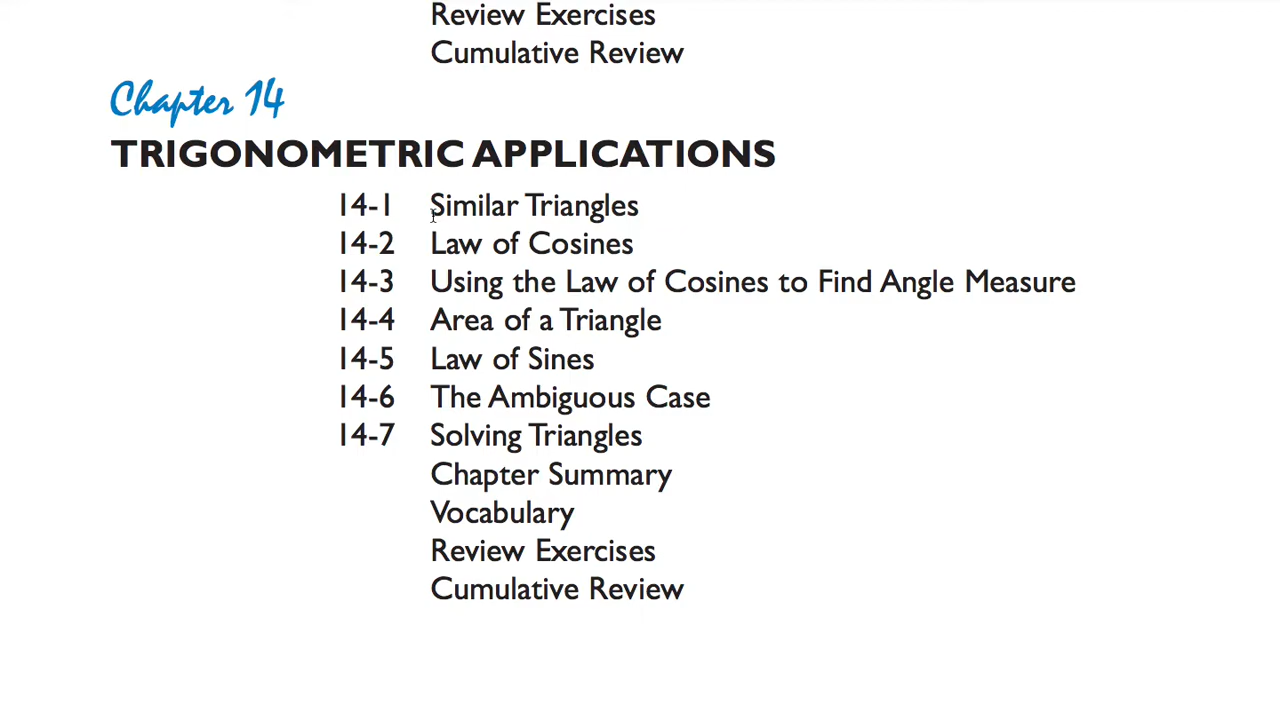 Review Exercises
Cumulative Review
Chapter 14
TRIGONOMETRIC APPLICATIONS
14-1 Similar Triangles
14-2 Law of Cosines
14-3 Using the Law of Cosines to Find Angle Measure
14-4 Area of a Triangle
14-5 Law of Sines
14-6 The Ambiguous Case
14-7 Solving Triangles
Chapter Summary
Vocabulary
Review Exercises
Cumulative Review